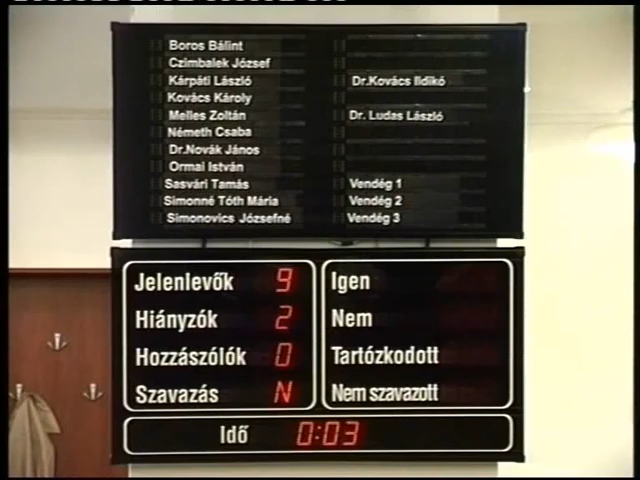 Boros Bálint
Czimbalek József
Kárpáti László Dr.Kovács Ildikó
Kovács Károly
Melles Zoltán Dr. Ludas László
Németh Csaba
Dr.Novák János
Ormai István
Sasvári Tamás Vendég 1
Simonné Tóth Mária Vendég 2
Simonovics Józsefné Vendég 3
Jelenlevők 9 Igen
Hiányzók 2 Nem
Hozzászólók 0 Tartózkodott
Szavazás N Nem szavazott
Idő 0:03